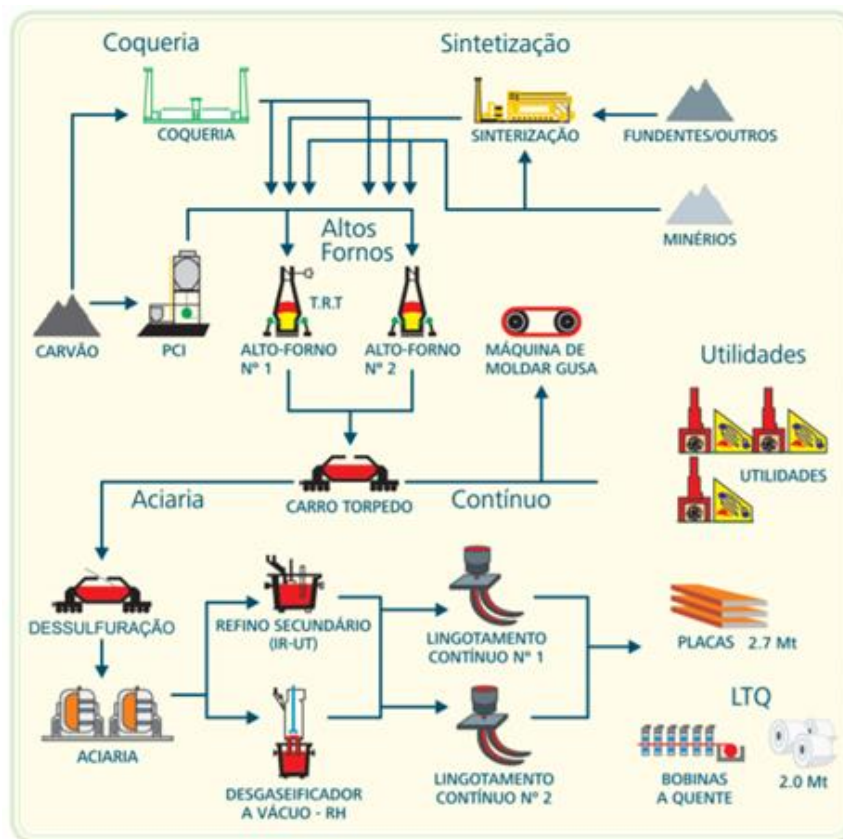 Coqueria
Sintetização
COQUERIA
SINTERIZAÇÃO
FUNDENTES/OUTROS
MINÉRIOS
Altos
Fornos
T.R.T
CARVÃO
PCI
ALTO-FORNO
Nº 1
ALTO-FORNO
Nº 2
MÁQUINA DE
MOLDAR GUSA
Utilidades
UTILIDADES
Aciaria
CARRO TORPEDO
Contínuo
DESSULFURAÇÃO
REFINO SECUNDÁRIO
(IR-UT)
LINGOTAMENTO
CONTÍNUO Nº 1
PLACAS 2.7 Mt
LTQ
ACIARIA
DESGASEIFICADOR
A VÁCUO - RH
LINGOTAMENTO
CONTÍNUO Nº 2
BOBINAS
A QUENTE
2.0 Mt